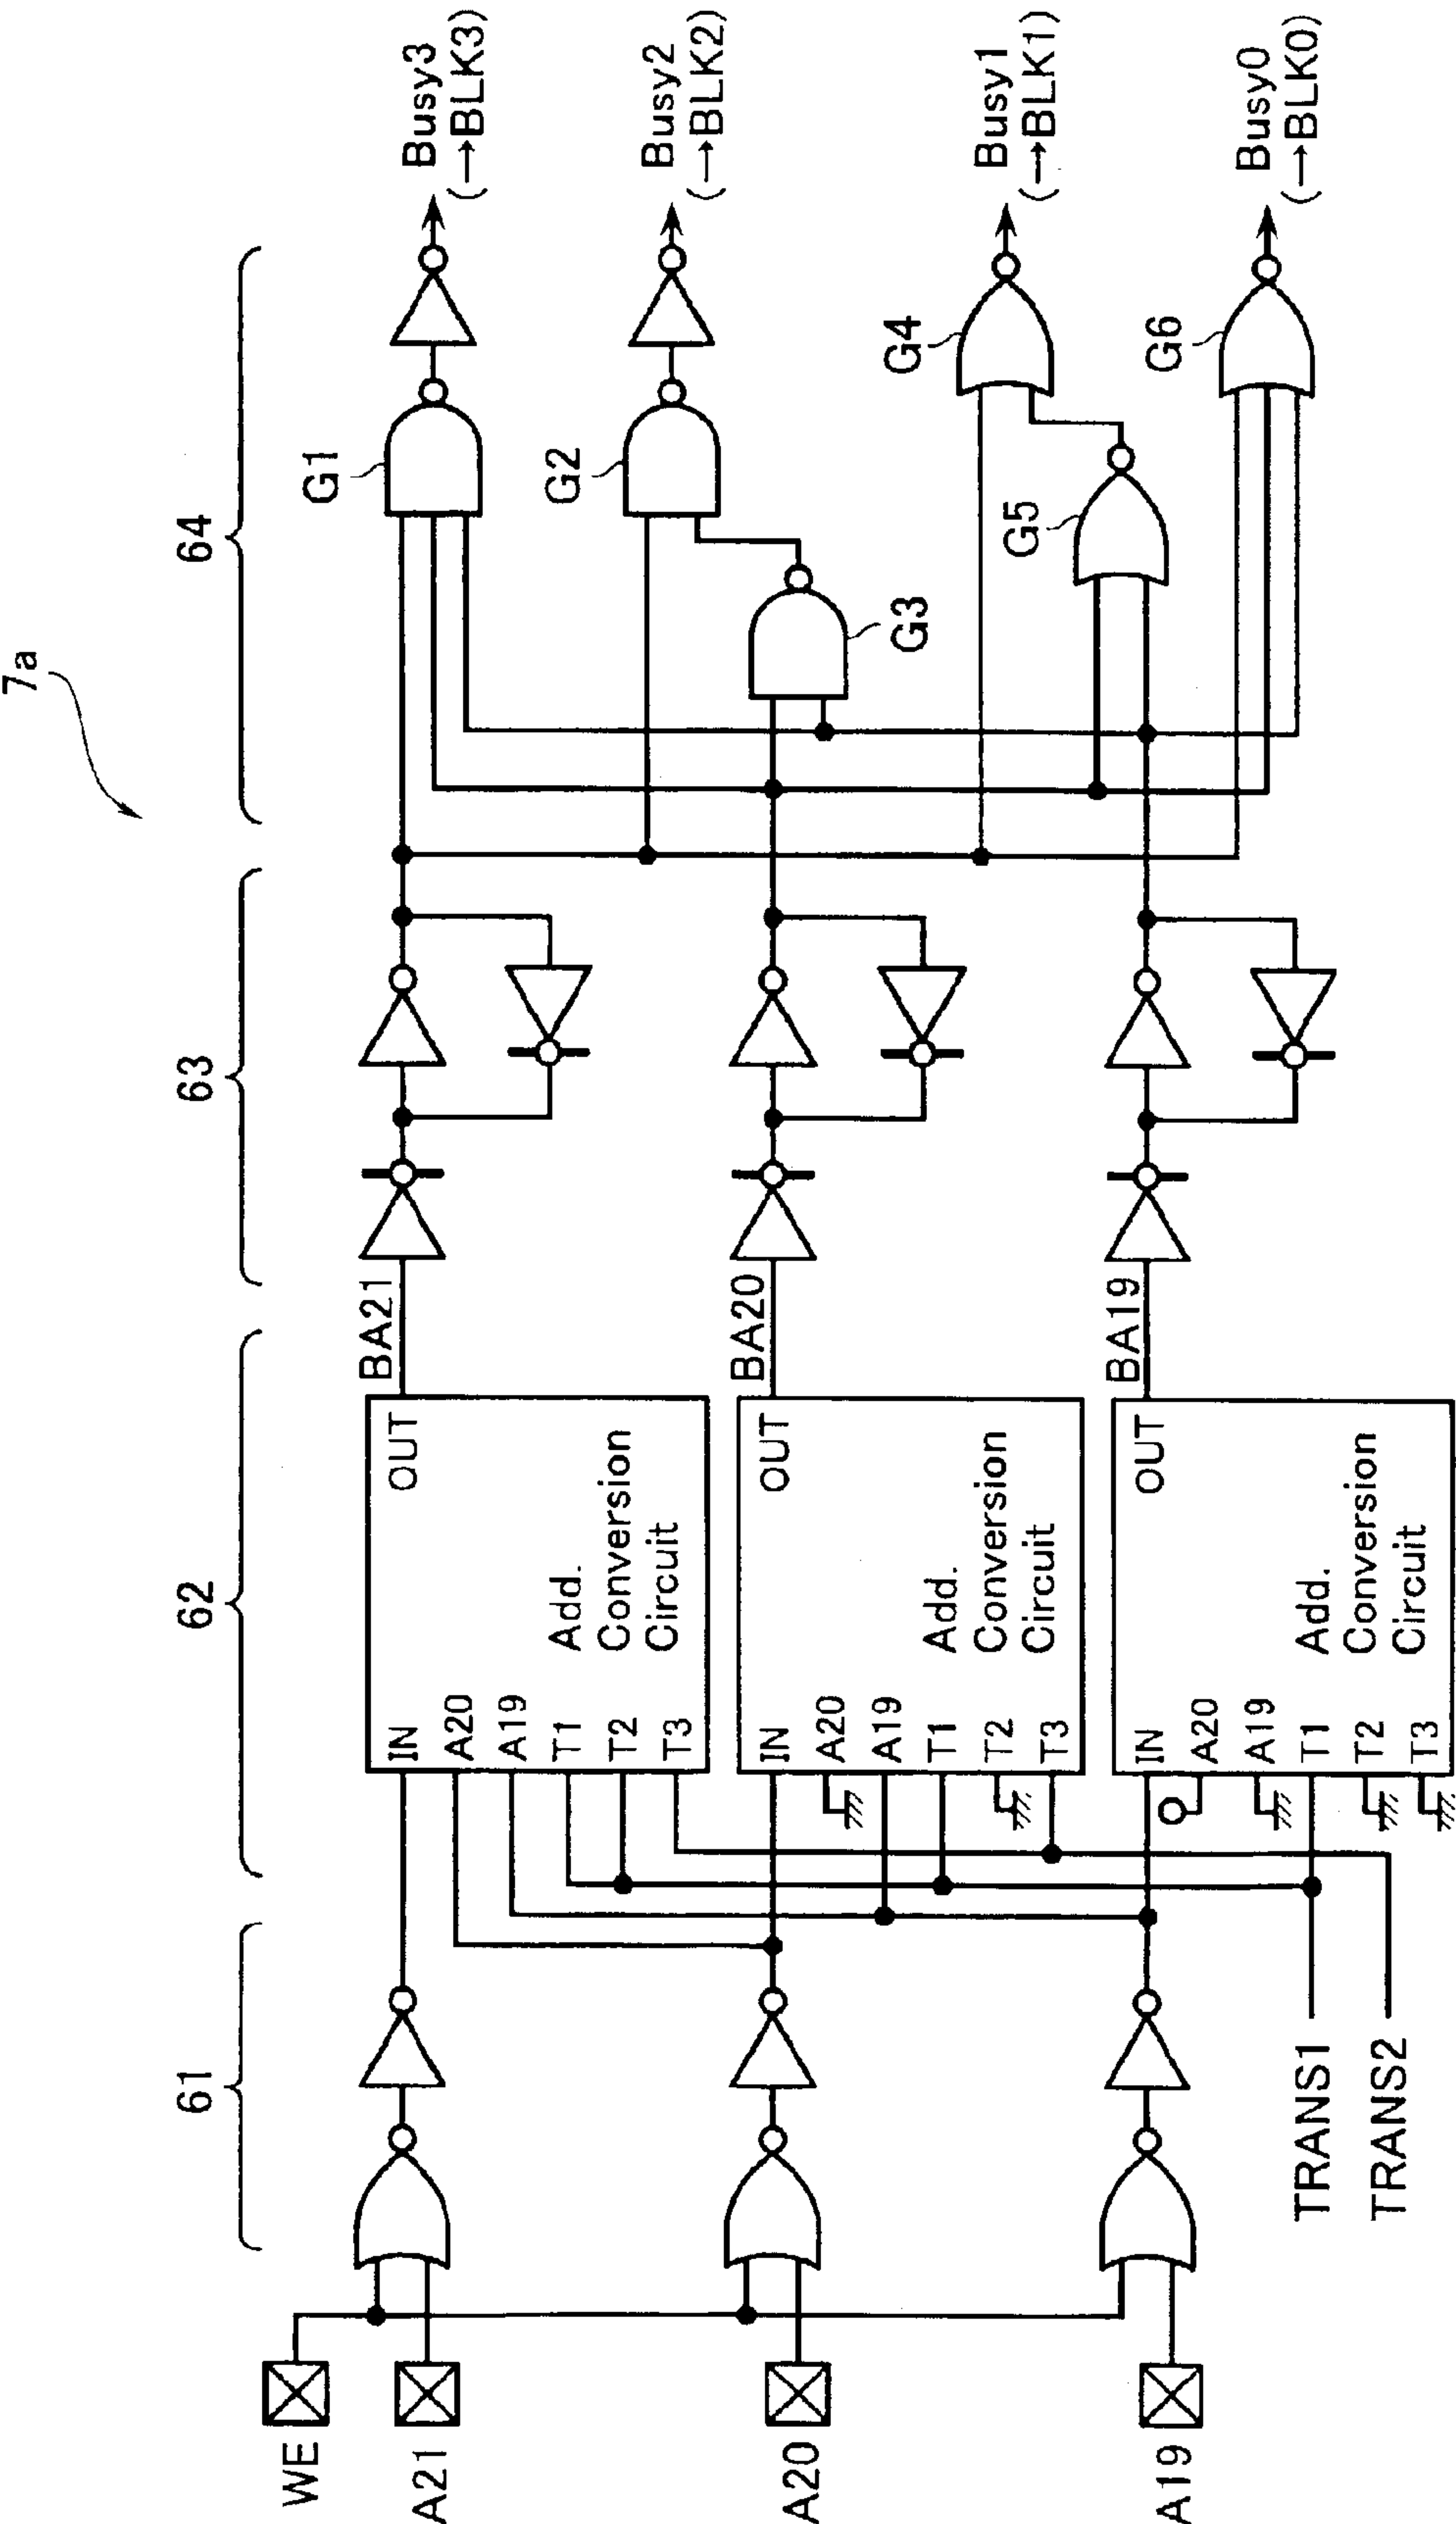 7a
61
62
63
64
WE
A21
A20
A19
TRANS1
TRANS2
IN
A20
A19
T1
T2
T3
OUT
Add.
Conversion
Circuit
BA21
IN
A20
A19
T1
T2
T3
OUT
Add.
Conversion
Circuit
BA20
IN
A20
A19
T1
T2
T3
OUT
Add.
Conversion
Circuit
BA19
G1
G2
G3
G4
G5
G6
Busy3
(→BLK3)
Busy2
(→BLK2)
Busy1
(→BLK1)
Busy0
(→BLK0)